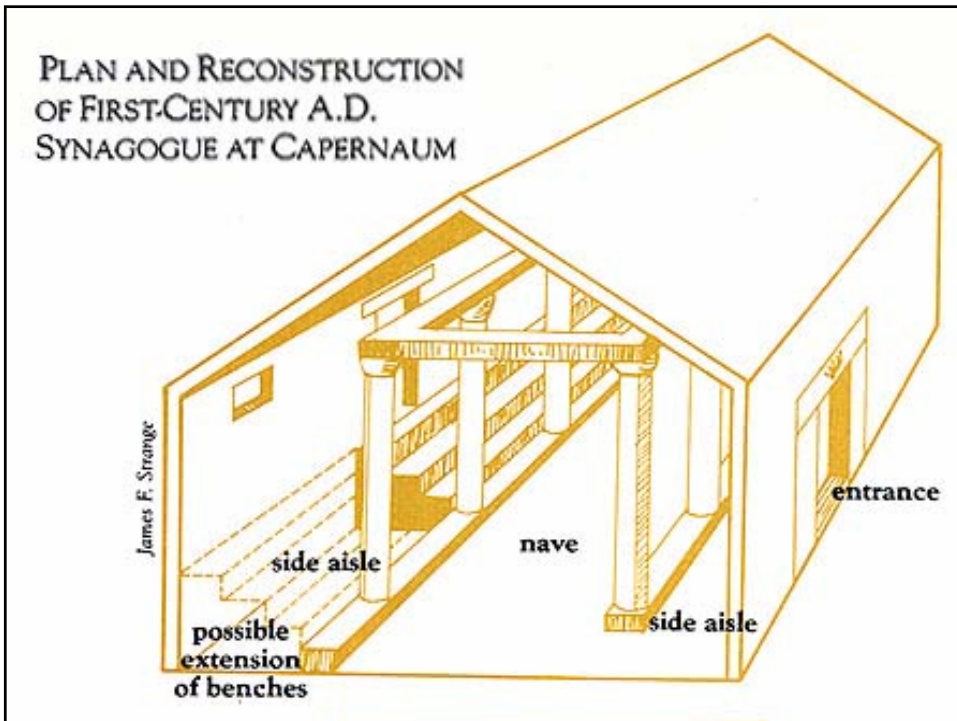 PLAN AND RECONSTRUCTION
OF FIRST-CENTURY A.D.
SYNAGOGUE AT CAPERNAUM
James F. Strange
entrance
nave
side aisle
side aisle
possible
extension
of benches